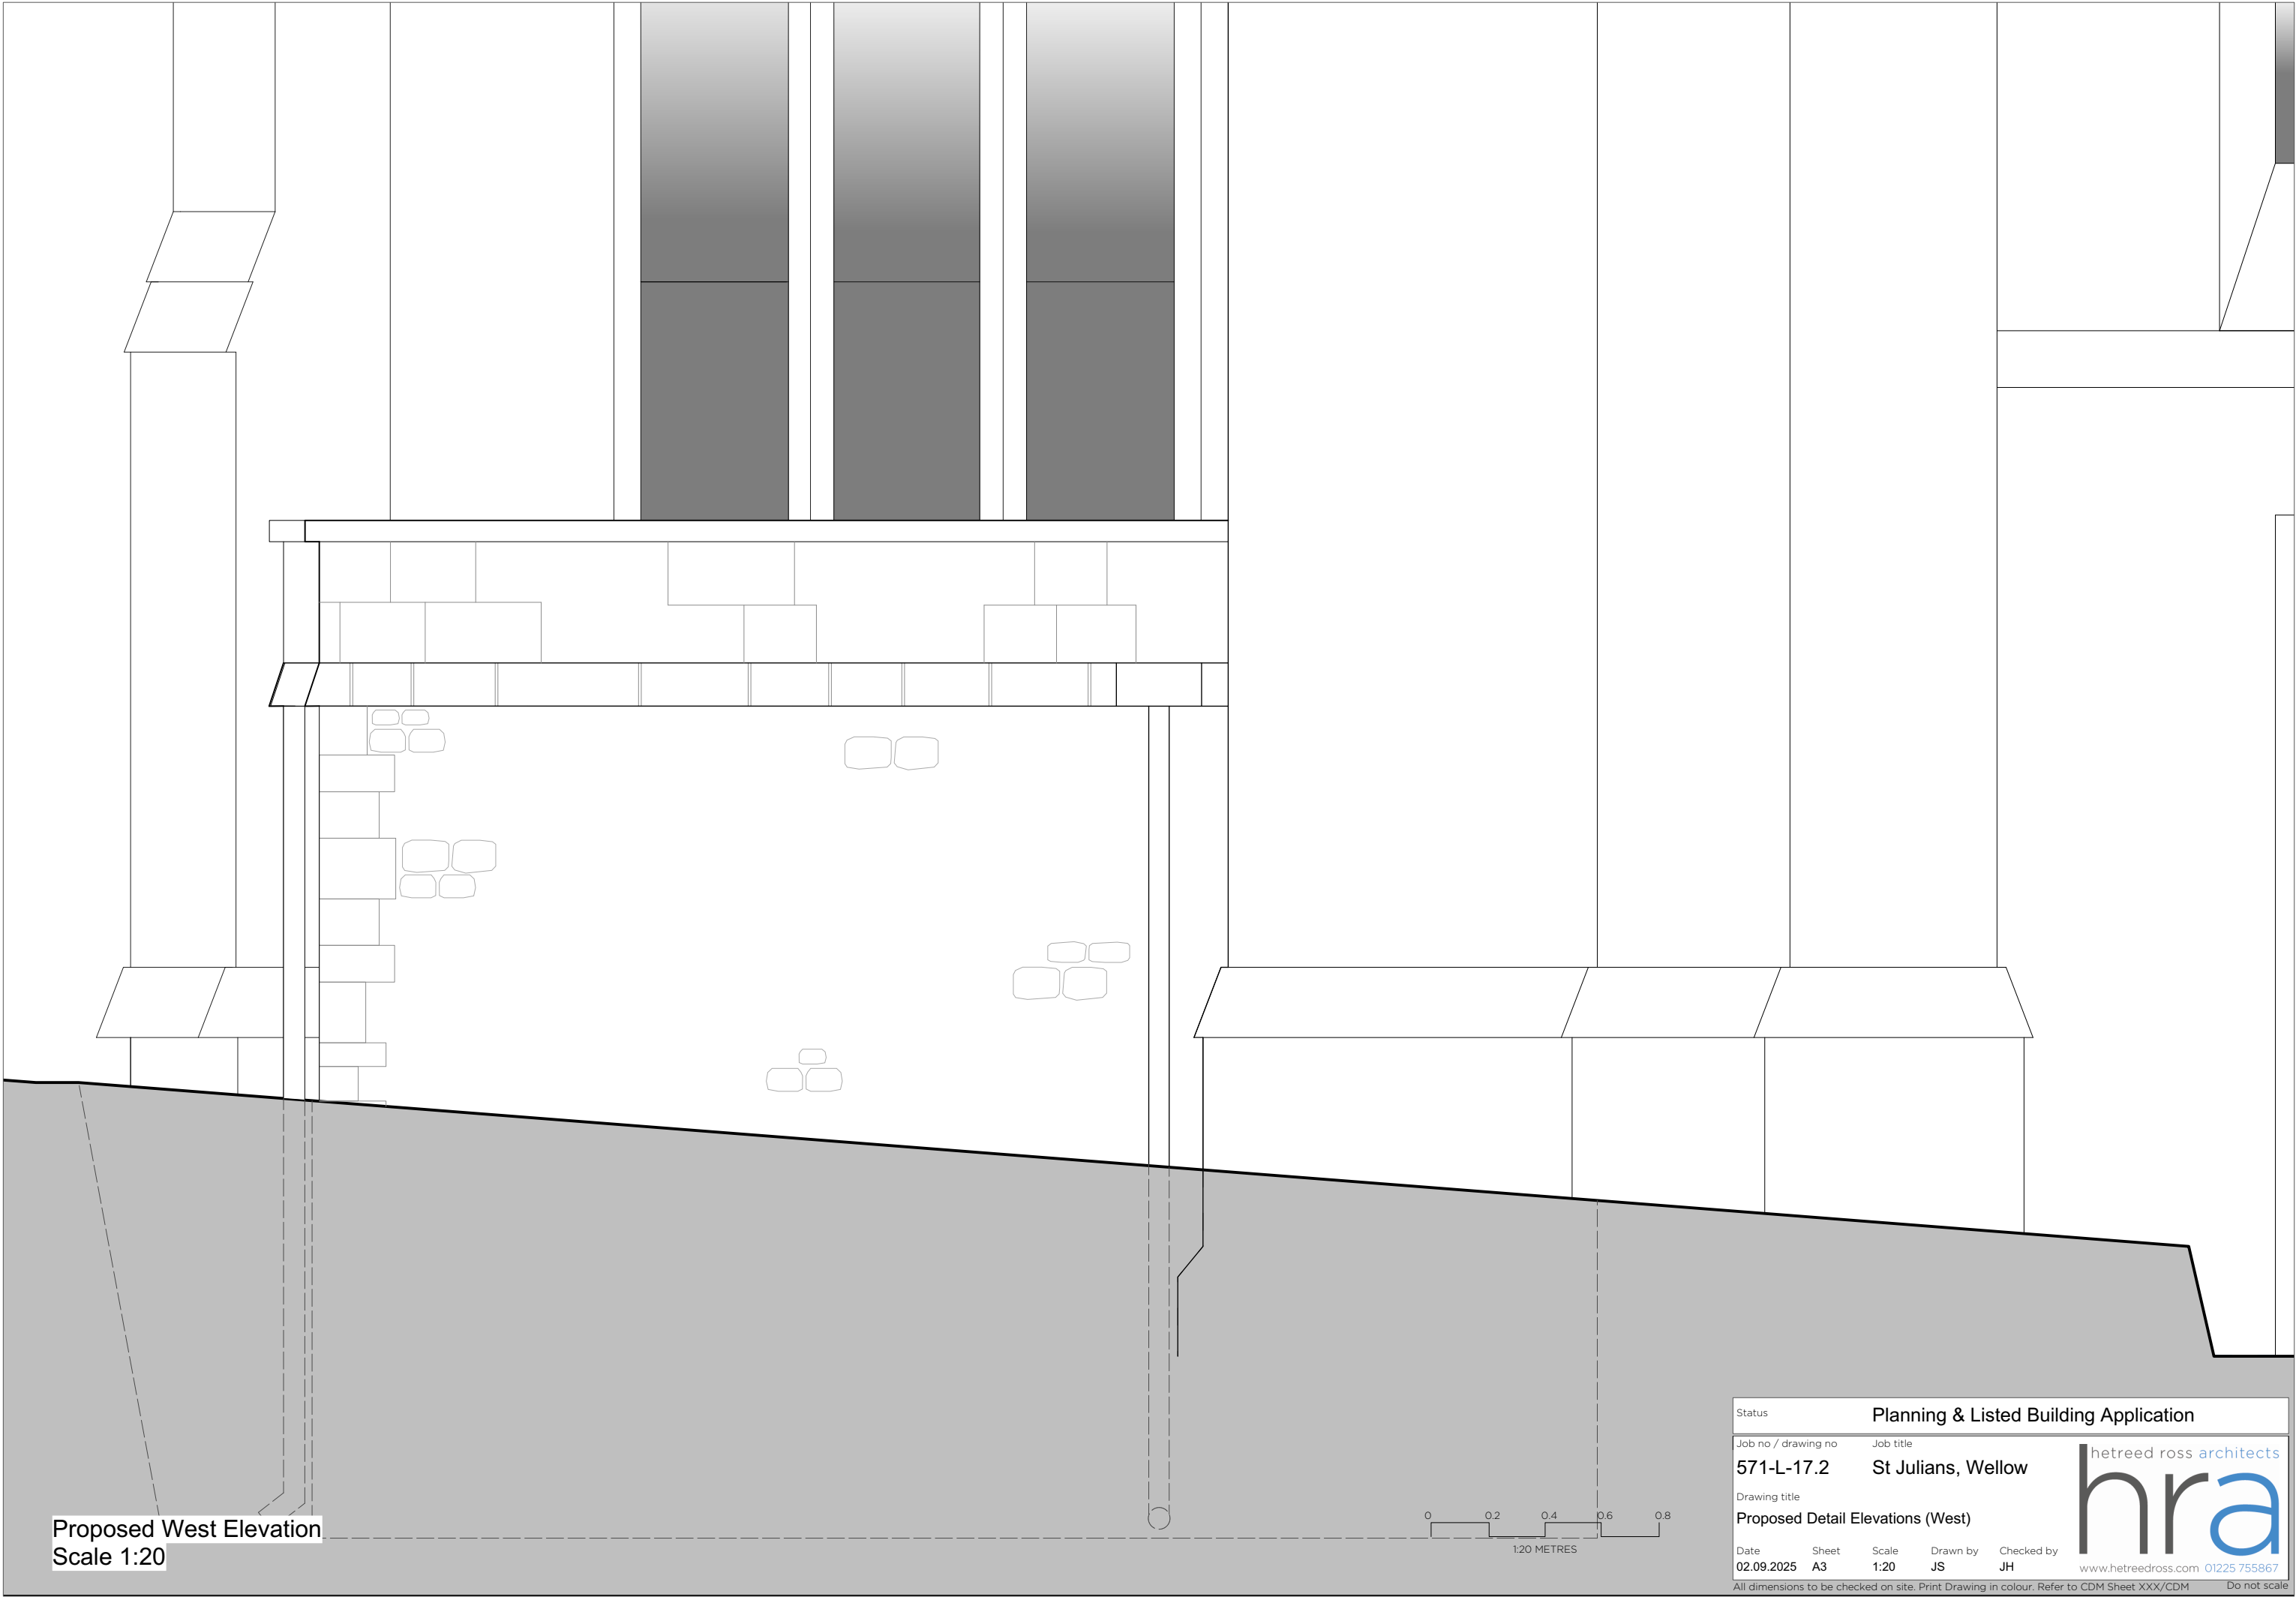 Proposed West Elevation
Scale 1:20
0 0.2 0.4 0.6 0.8
1:20 METRES
Status Planning & Listed Building Application
Job no / drawing no Job title
571-L-17.2 St Julians, Wellow
Drawing title
Proposed Detail Elevations (West)
Date Sheet Scale Drawn by Checked by
02.09.2025 A3 1:20 JS JH
hetreed ross architects
hra
www.hetreedross.com 01225 755867
All dimensions to be checked on site. Print Drawing in colour. Refer to CDM Sheet XXX/CDM Do not scale